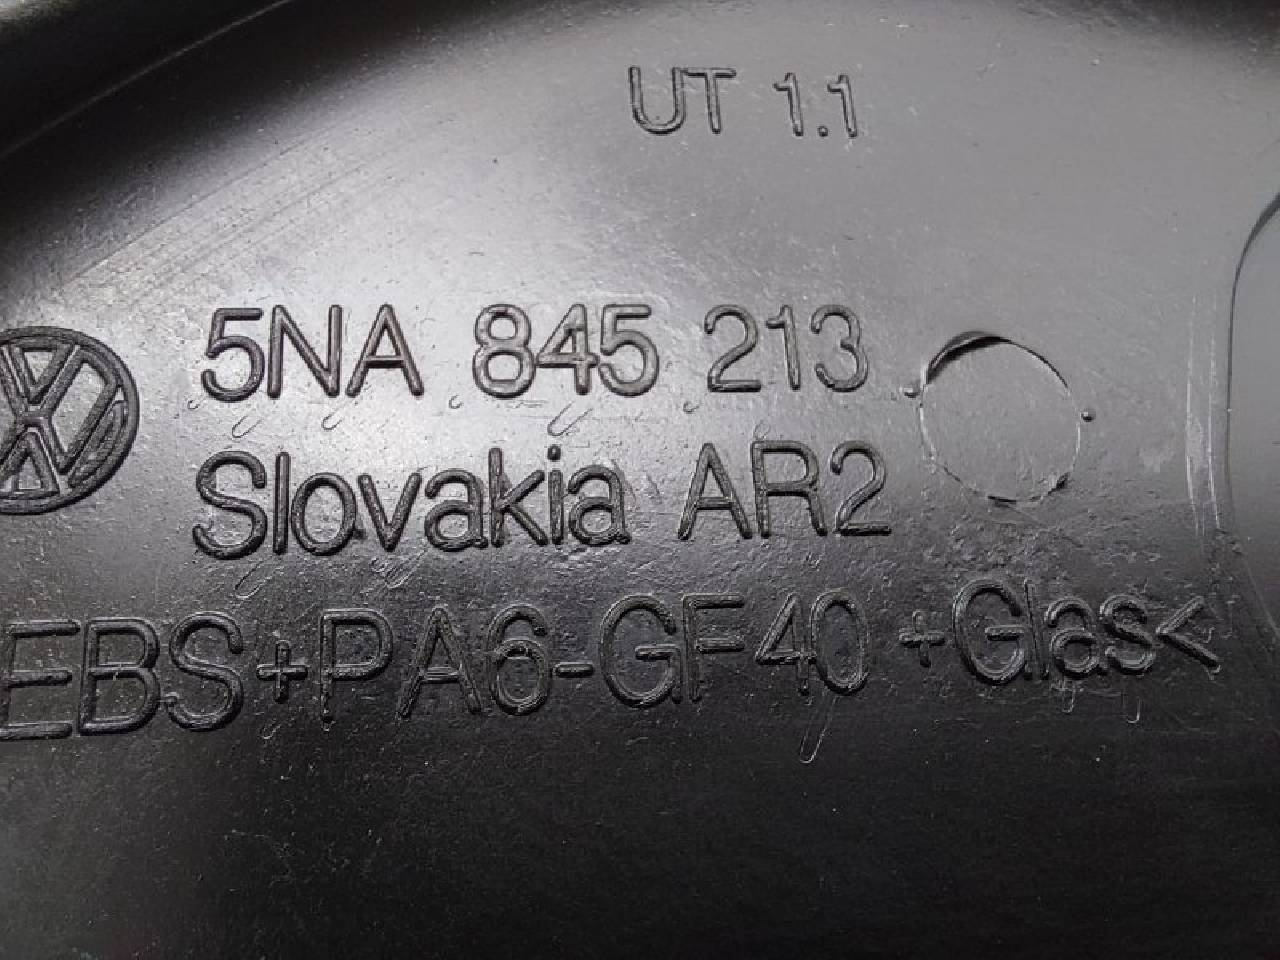 UT 1.1
5NA 845 213
Slovakia AR2
EBS+PA6-GF40+Glas<